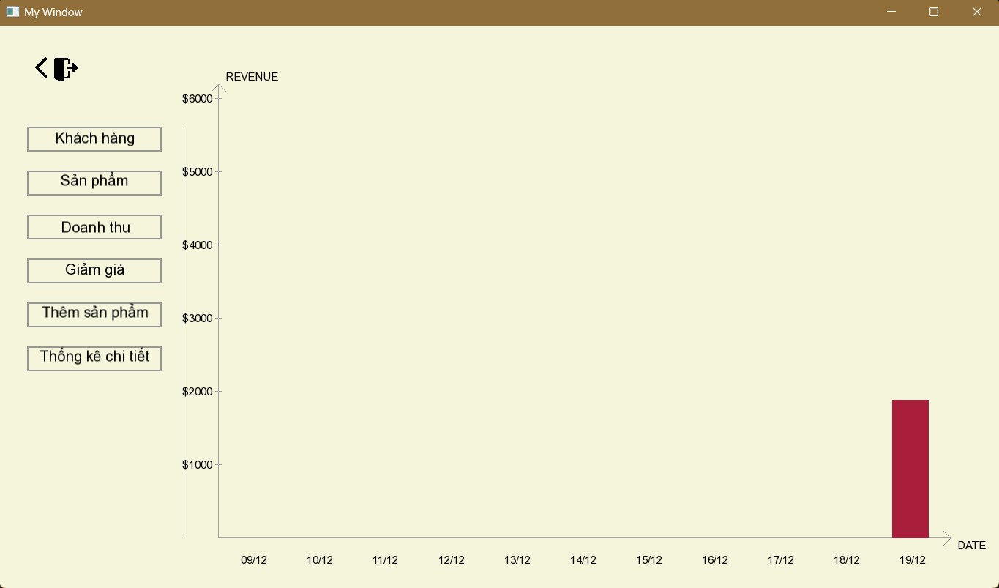 My Window
REVENUE
$6000
$5000
$4000
$3000
$2000
$1000
Khách hàng
Sản phẩm
Doanh thu
Giảm giá
Thêm sản phẩm
Thống kê chi tiết
DATE
09/12 10/12 11/12 12/12 13/12 14/12 15/12 16/12 17/12 18/12 19/12